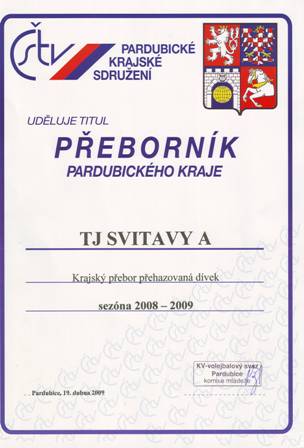 ČSTV
PARDUBICKÉ
KRAJSKÉ
SDRUŽENÍ
UDĚLUJE TITUL
PŘEBORNÍK
PARDUBICKÉHO KRAJE
TJ SVITAVY A
Krajský přebor přehazovaná dívek
sezóna 2008 – 2009
KV-volejbalový svaz
Pardubice
komise mládeže
Pardubice, 19. dubna 2009